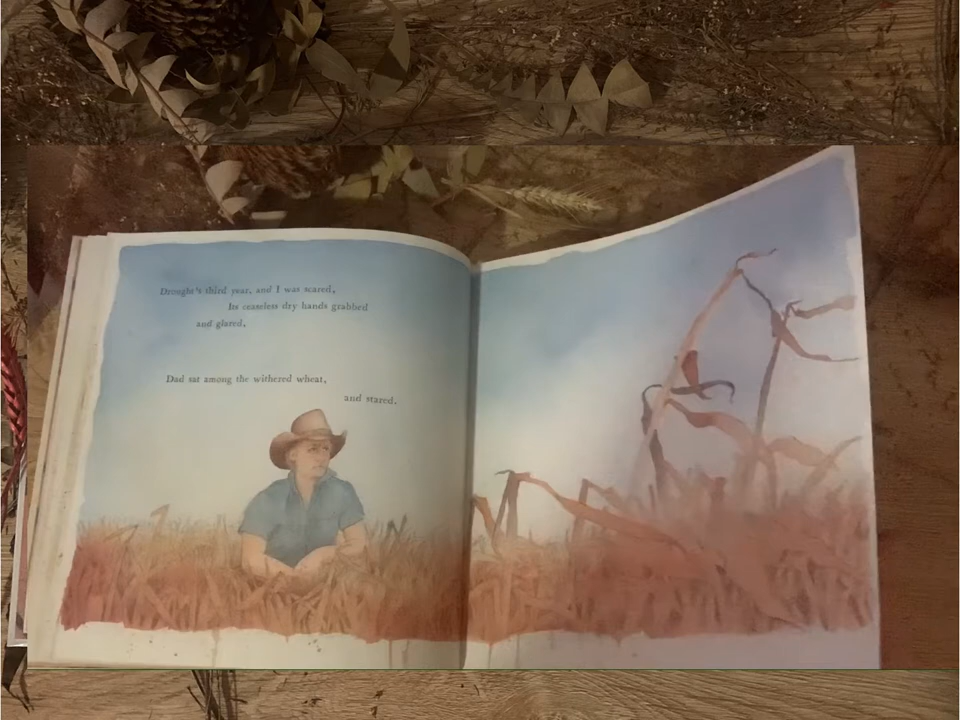 Drought's third year, and I was scared,
Its ceaseless dry hands grabbed
and glared,
Dad sat among the withered wheat,
and stared.